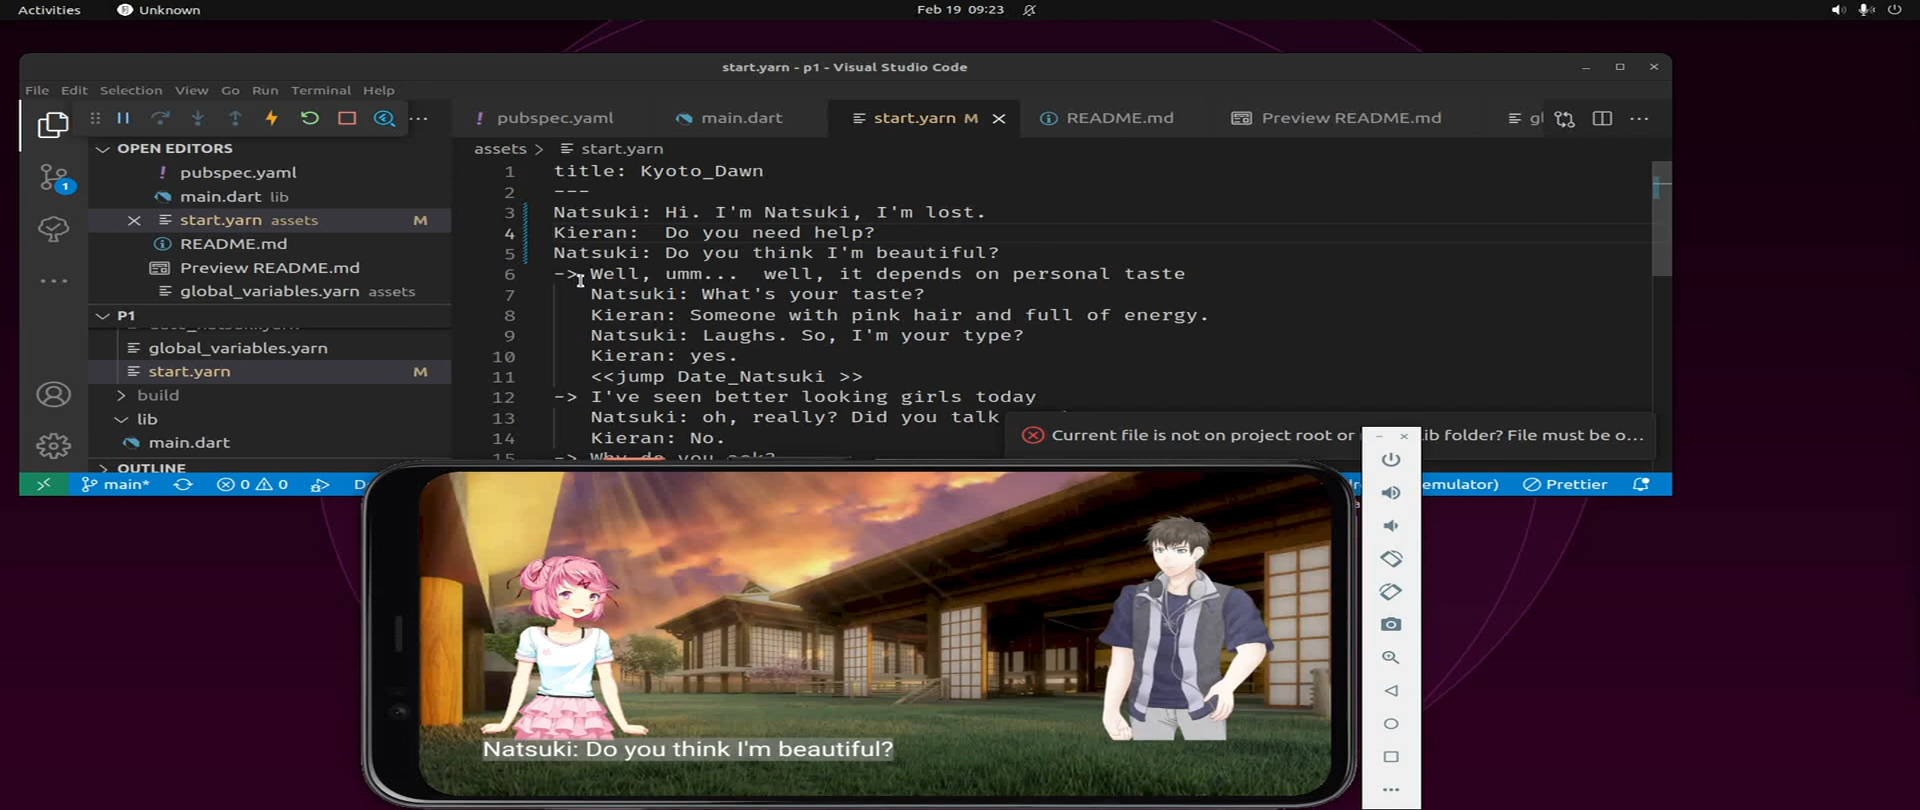 Activities
Unknown
Feb 19 09:23
start.yarn - p1 - Visual Studio Code
File Edit Selection View Go Run Terminal Help
pubspec.yaml
main.dart
start.yarn M
README.md
Preview README.md
OPEN EDITORS
pubspec.yaml
main.dart lib
start.yarn assets M
README.md
Preview README.md
global_variables.yarn assets
P1
global_variables.yarn
start.yarn M
build
lib
main.dart
OUTLINE
1
assets > start.yarn
1 title: Kyoto_Dawn
2 ---
3 Natsuki: Hi. I'm Natsuki, I'm lost.
4 Kieran:  Do you need help?
5 Natsuki: Do you think I'm beautiful?
6 -> Well, umm...  well, it depends on personal taste
7 Natsuki: What's your taste?
8 Kieran: Someone with pink hair and full of energy.
9 Natsuki: Laughs. So, I'm your type?
10 Kieran: yes.
11 <<jump Date_Natsuki >>
12 -> I've seen better looking girls today
13 Natsuki: oh, really? Did you talk
14 Kieran: No.
15 ->
Current file is not on project root or
folder? File must be o...
main* 0 0
emulator) Prettier
Natsuki: Do you think I'm beautiful?